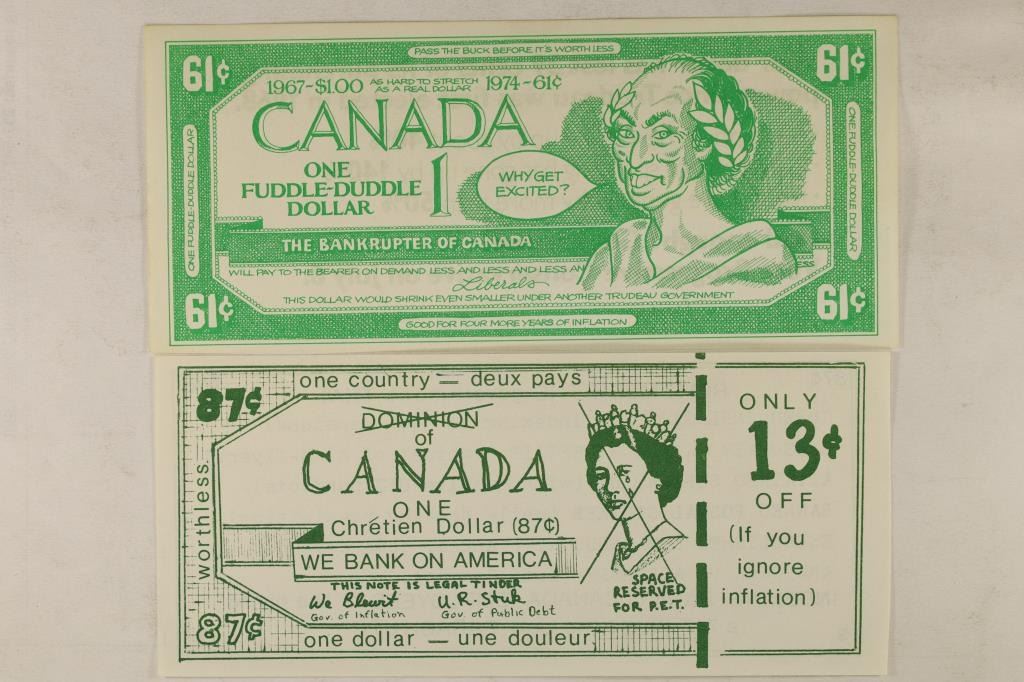 PASS THE BUCK BEFORE IT'S WORTHLESS
61¢ 61¢
1967-$1.00 AS HARD TO STRETCH AS A REAL DOLLAR 1974-61¢
CANADA
ONE
FUDDLE-DUDDLE
DOLLAR
1
WHY GET
EXCITED?
ONE FUDDLE-DUDDLE DOLLAR
ONE FUDDLE-DUDDLE DOLLAR
THE BANKRUPTER OF CANADA
WILL PAY TO THE BEARER ON DEMAND LESS AND LESS AND LESS AN
Liberals
THIS DOLLAR WOULD SHRINK EVEN SMALLER UNDER ANOTHER TRUDEAU GOVERNMENT
61¢ 61¢
GOOD FOR FOUR MORE YEARS OF INFLATION
one country — deux pays
87¢
DOMINION
of
CANADA
ONE
Chrétien Dollar (87¢)
WE BANK ON AMERICA
THIS NOTE IS LEGAL TINDER
We Blewit U.R. Stuk
Gov. of Inflation Gov. of Public Debt
worthless
87¢
one dollar — une douleur
SPACE
RESERVED
FOR P.E.T.
ONLY
13¢
OFF
(If you
ignore
inflation)